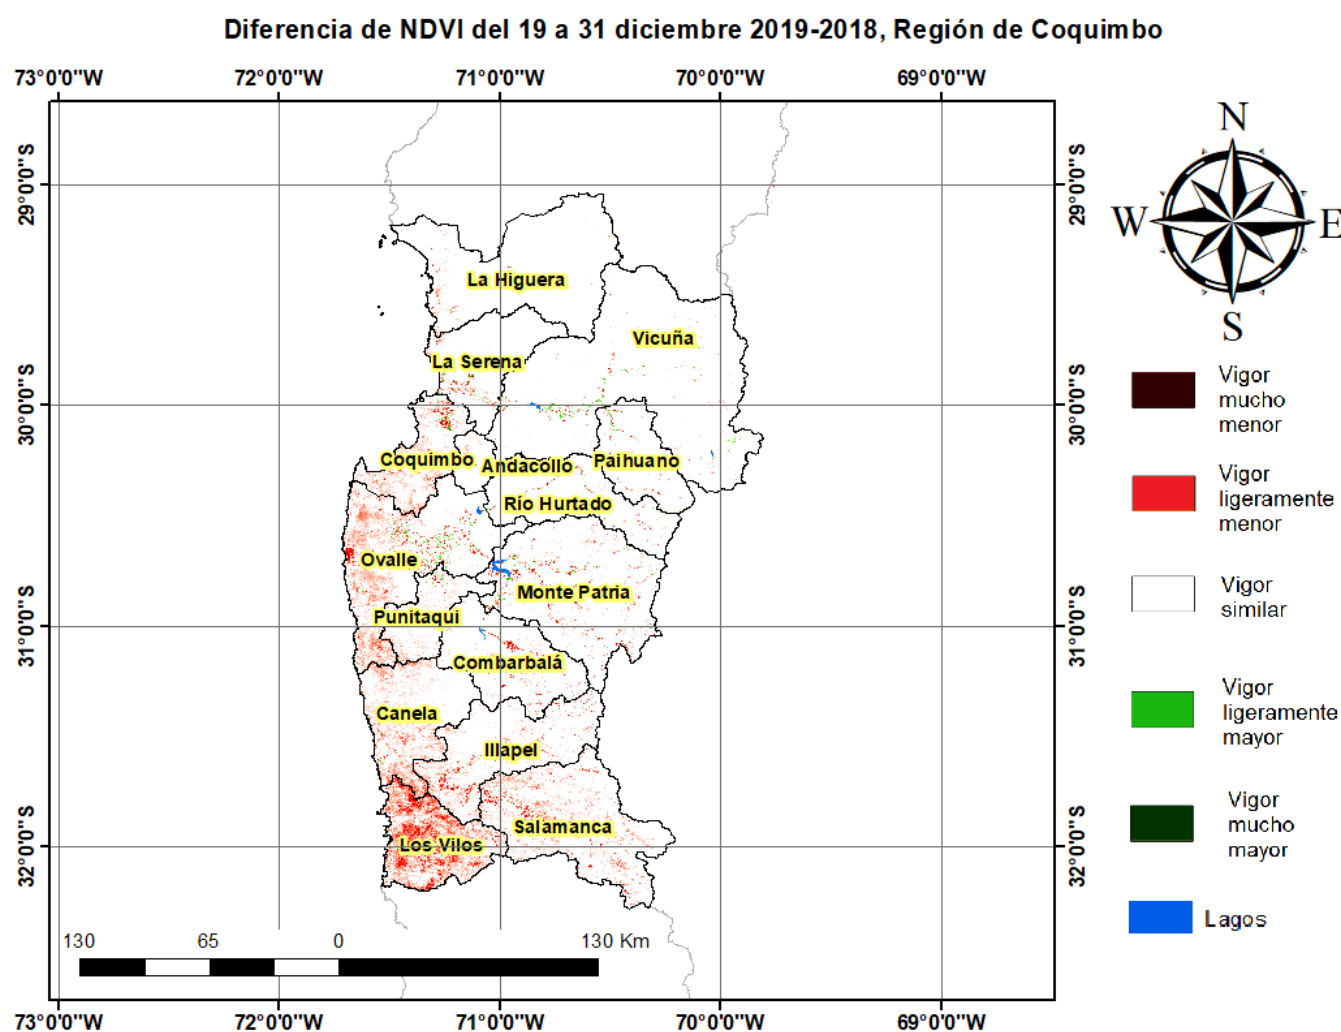 Diferencia de NDVI del 19 a 31 diciembre 2019-2018, Región de Coquimbo
73°0'0"W 72°0'0"W 71°0'0"W 70°0'0"W 69°0'0"W
29°0'0"S
29°0'0"S
N
W
E
S
La Higuera
Vicuña
La Serena
30°0'0"S
30°0'0"S
Coquimbo
Andacollo
Paihuano
Río Hurtado
Ovalle
Monte Patria
Punitaqui
31°0'0"S
31°0'0"S
Combarbalá
Canela
Illapel
Salamanca
Los Vilos
32°0'0"S
32°0'0"S
Vigor
mucho
menor
Vigor
ligeramente
menor
Vigor
similar
Vigor
ligeramente
mayor
Vigor
mucho
mayor
Lagos
130 65 0 130 Km
73°0'0"W 72°0'0"W 71°0'0"W 70°0'0"W 69°0'0"W